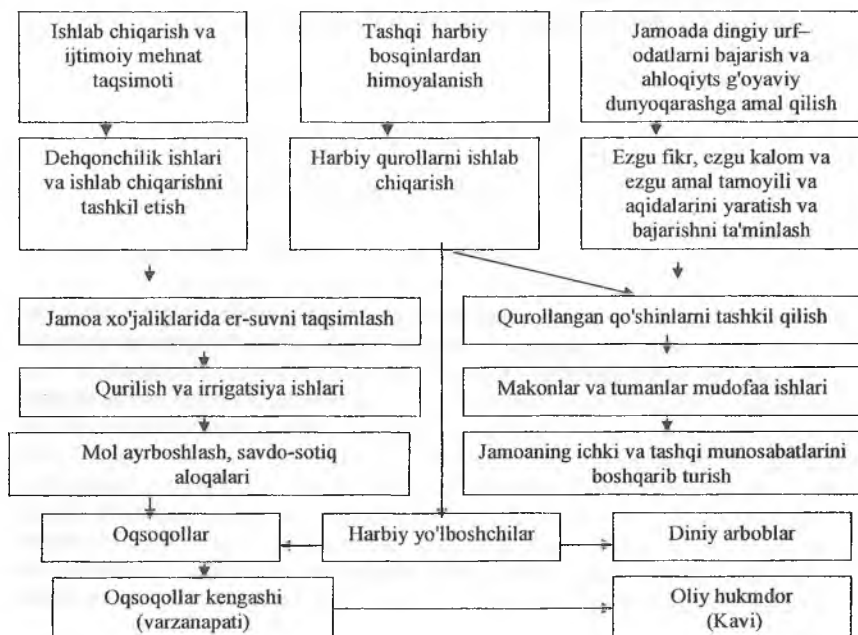 Ishlab chiqarish va
ijtimoiy mehnat
taqsimoti
Tashqi harbiy
bosqinlardan
himoyalanish
Jamoada dingiy urf–
odatlarni bajarish va
ahloqiyts g'oyaviy
dunyoqarashga amal qilish
Dehqonchilik ishlari
va ishlab chiqarishni
tashkil etish
Harbiy qurollarni ishlab
chiqarish
Ezgu fikr, ezgu kalom va
ezgu amal tamoyili va
aqidalarini yaratish va
bajarishni ta'minlash
Jamoa xo'jaliklarida er-suvni taqsimlash
Qurollangan qo'shinlarni tashkil qilish
Qurilish va irrigatsiya ishlari
Makonlar va tumanlar mudofaa ishlari
Mol ayrboshlash, savdo-sotiq
aloqalari
Jamoaning ichki va tashqi munosabatlarini
boshqarib turish
Oqsoqollar
Harbiy yo'lboshchilar
Diniy arboblar
Oqsoqollar kengashi
(varzanapati)
Oliy hukmdor
(Kavi)